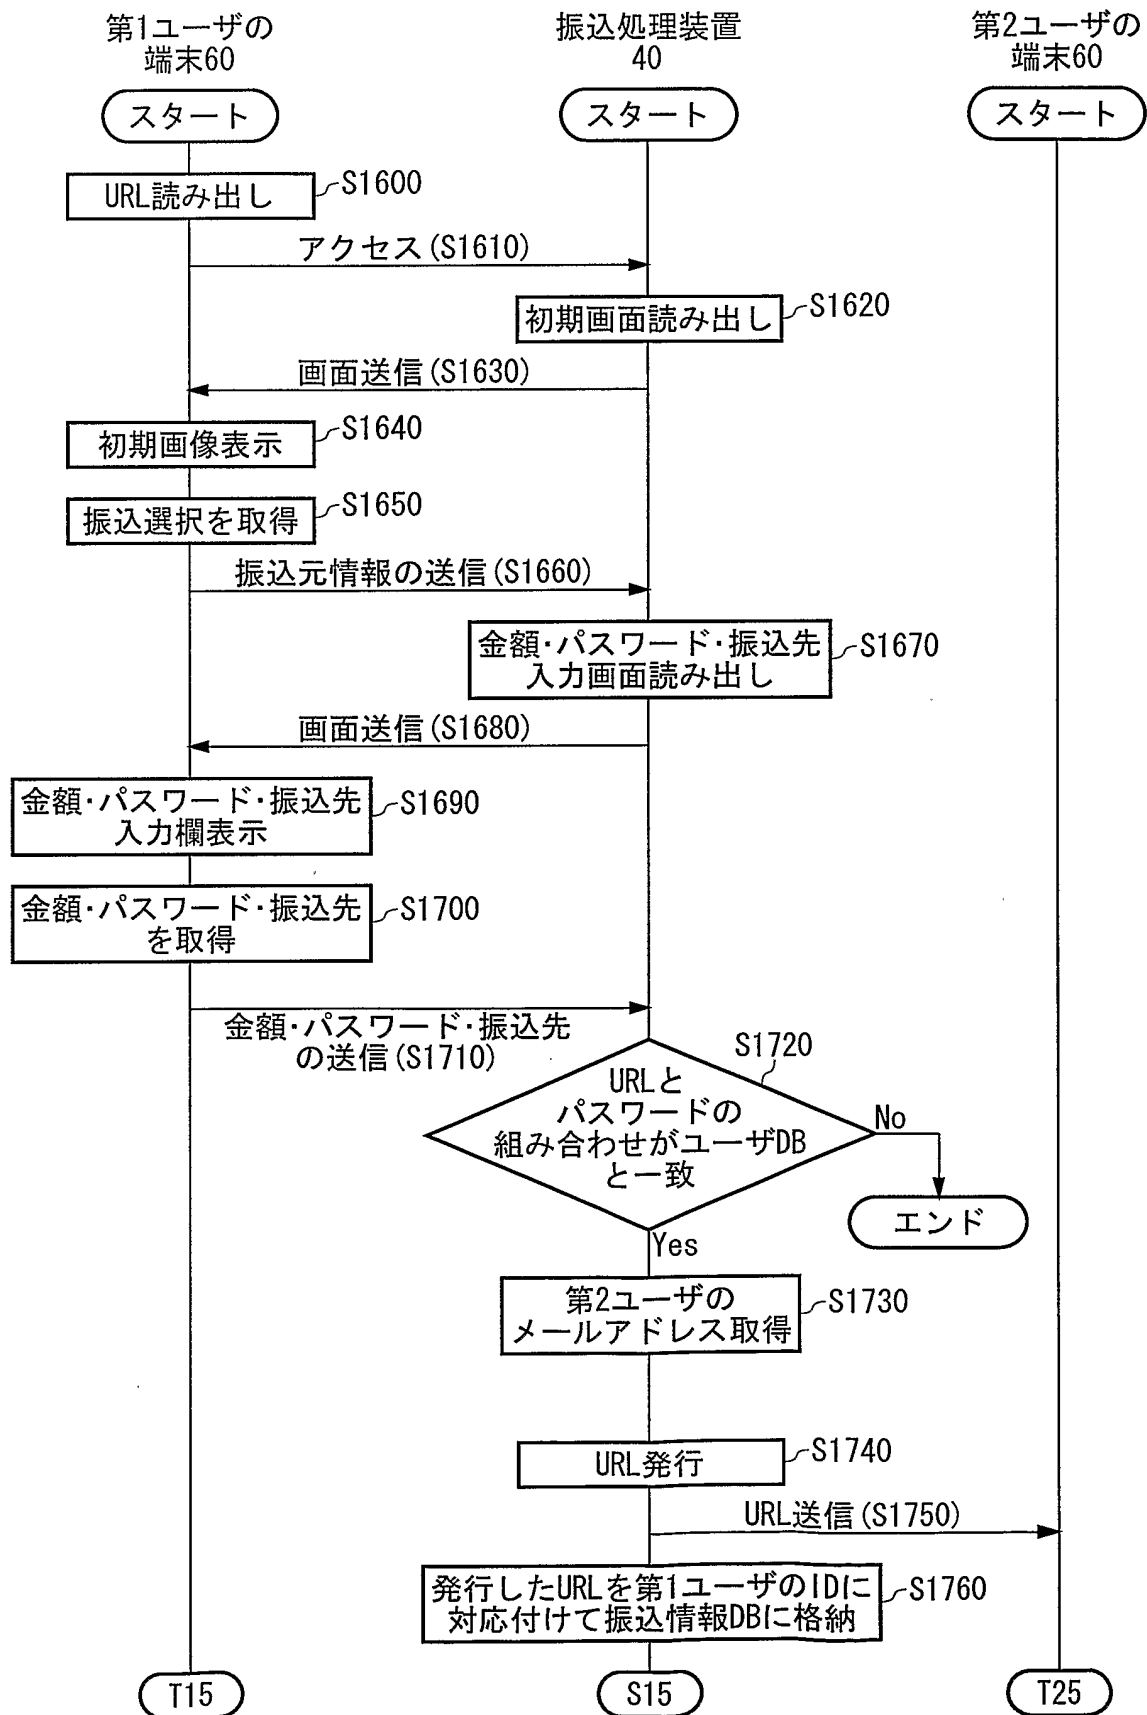 第1ユーザの
端末60
振込処理装置
40
第2ユーザの
端末60
スタート
スタート
スタート
URL読み出し
S1600
アクセス(S1610)
初期画面読み出し
S1620
画面送信(S1630)
初期画像表示
S1640
振込選択を取得
S1650
振込元情報の送信(S1660)
金額・パスワード・振込先
入力画面読み出し
S1670
画面送信(S1680)
金額・パスワード・振込先
入力欄表示
S1690
金額・パスワード・振込先
を取得
S1700
金額・パスワード・振込先
の送信(S1710)
S1720
URLと
パスワードの
組み合わせがユーザDB
と一致
No
エンド
Yes
第2ユーザの
メールアドレス取得
S1730
URL発行
S1740
URL送信(S1750)
発行したURLを第1ユーザのIDに
対応付けて振込情報DBに格納
S1760
T15
S15
T25